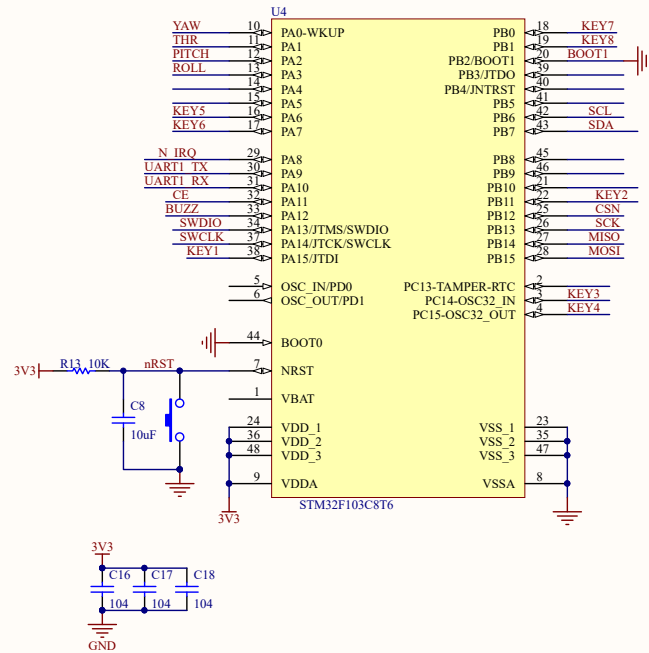 U4
YAW 10 PA0-WKUP PB0 18 KEY7
THR 11 PA1 PB1 19 KEY8
PITCH 12 PA2 PB2/BOOT1 20 BOOT1
ROLL 13 PA3 PB3/JTDO 39
14 PA4 PB4/JNTRST 40
15 PA5 PB5 41
KEY5 16 PA6 PB6 42 SCL
KEY6 17 PA7 PB7 43 SDA
N_IRQ 29 PA8 PB8 45
UART1_TX 30 PA9 PB9 46
UART1_RX 31 PA10 PB10 21
CE 32 PA11 PB11 22 KEY2
BUZZ 33 PA12 PB12 25 CSN
SWDIO 34 PA13/JTMS/SWDIO PB13 26 SCK
SWCLK 37 PA14/JTCK/SWCLK PB14 27 MISO
KEY1 38 PA15/JTDI PB15 28 MOSI
5 OSC_IN/PD0 PC13-TAMPER-RTC 2
6 OSC_OUT/PD1 PC14-OSC32_IN 3 KEY3
PC15-OSC32_OUT 4 KEY4
44 BOOT0
3V3 R13 10K nRST 7 NRST
1 VBAT
C8
10uF
24 VDD_1 VSS_1 23
36 VDD_2 VSS_2 35
48 VDD_3 VSS_3 47
9 VDDA VSSA 8
3V3
STM32F103C8T6
3V3
C16 C17 C18
104 104 104
GND